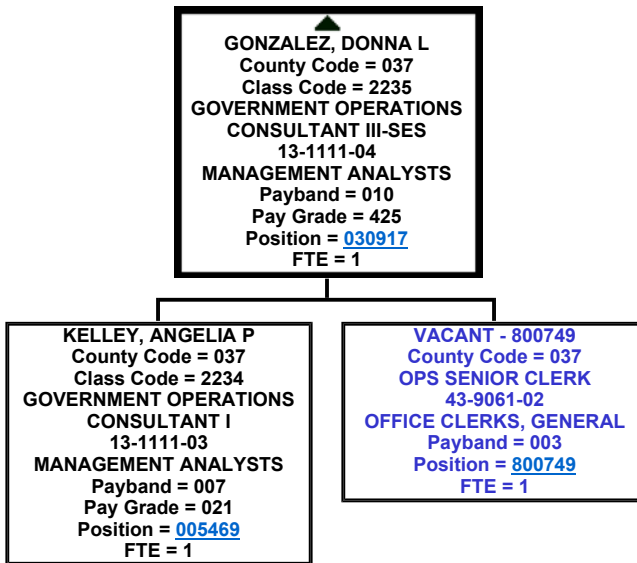 GONZALEZ, DONNA L
County Code = 037
Class Code = 2235
GOVERNMENT OPERATIONS
CONSULTANT III-SES
13-1111-04
MANAGEMENT ANALYSTS
Payband = 010
Pay Grade = 425
Position = 030917
FTE = 1
KELLEY, ANGELIA P
County Code = 037
Class Code = 2234
GOVERNMENT OPERATIONS
CONSULTANT I
13-1111-03
MANAGEMENT ANALYSTS
Payband = 007
Pay Grade = 021
Position = 005469
FTE = 1
VACANT - 800749
County Code = 037
OPS SENIOR CLERK
43-9061-02
OFFICE CLERKS, GENERAL
Payband = 003
Position = 800749
FTE = 1